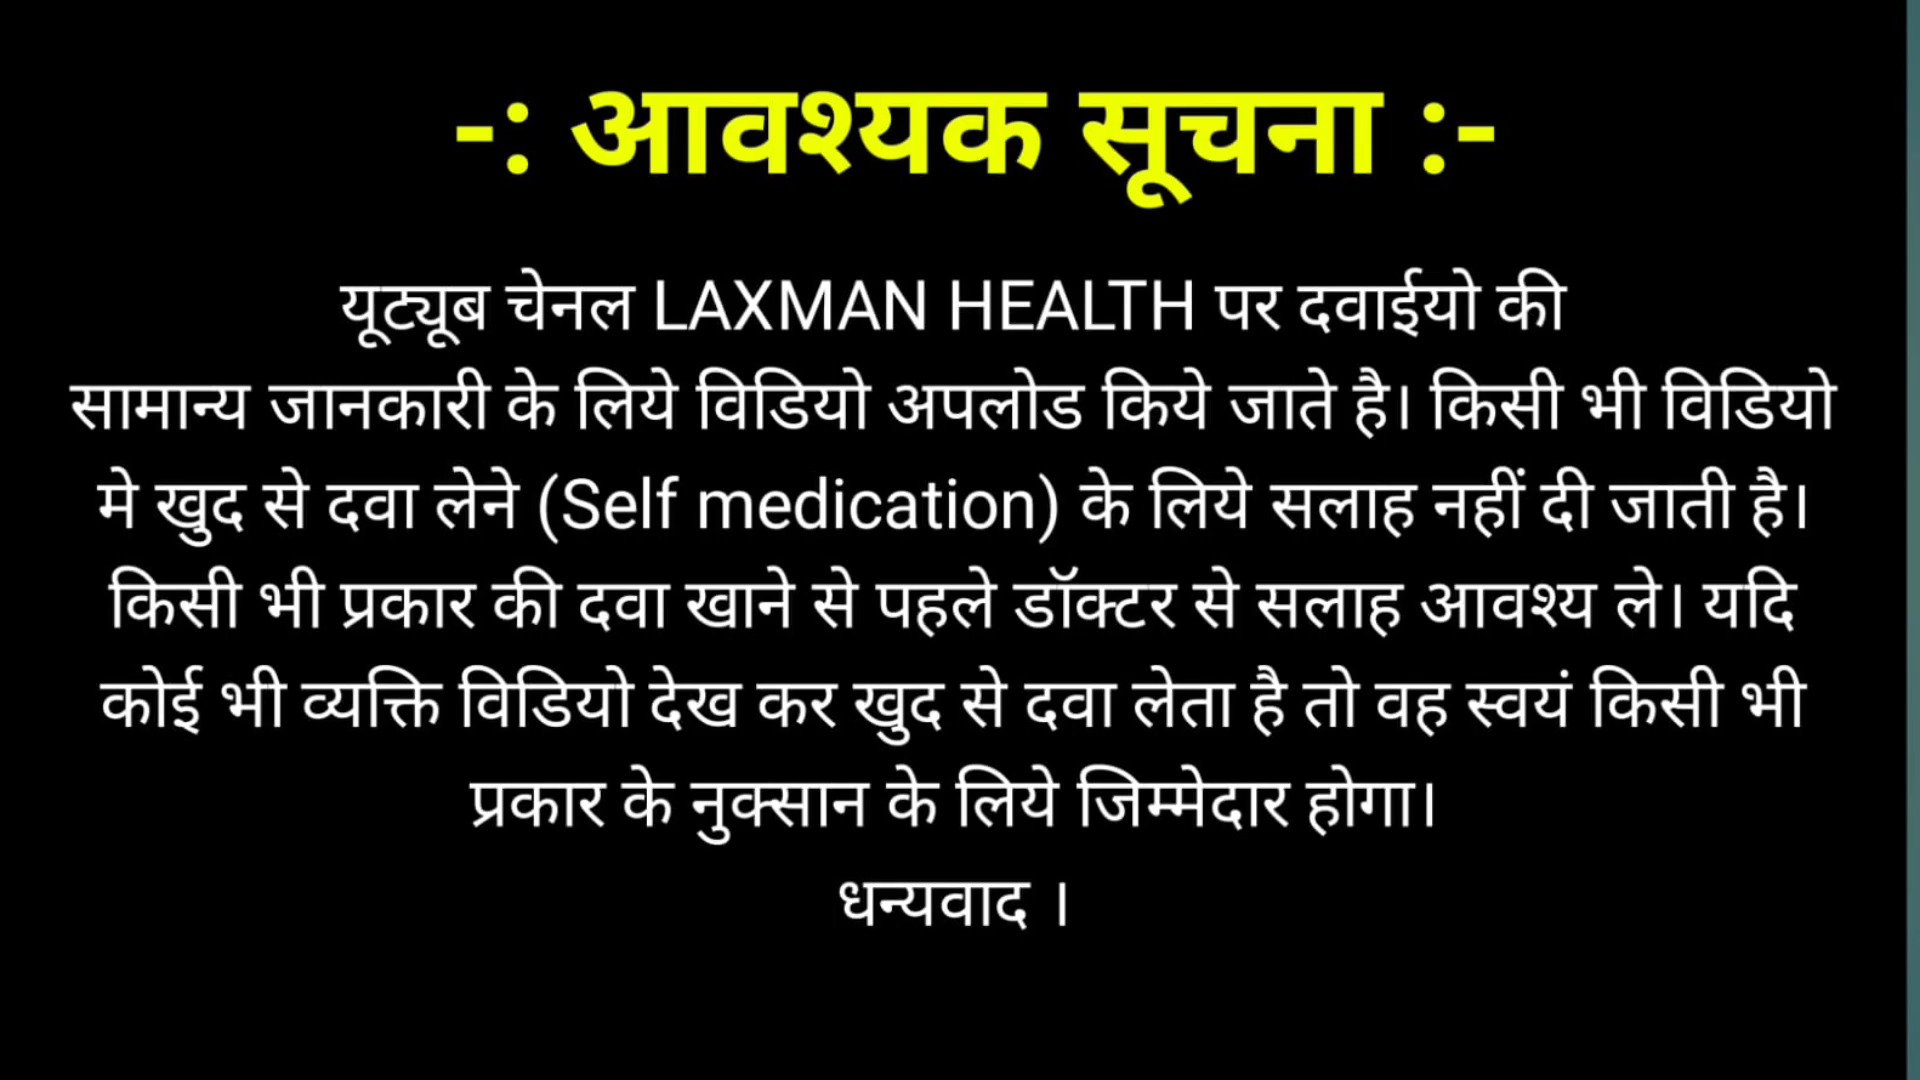 -: आवश्यक सूचना :-
यूट्यूब चेनल LAXMAN HEALTH पर दवाईयो की
सामान्य जानकारी के लिये विडियो अपलोड किये जाते है। किसी भी विडियो
मे खुद से दवा लेने (Self medication) के लिये सलाह नहीं दी जाती है।
किसी भी प्रकार की दवा खाने से पहले डॉक्टर से सलाह आवश्य ले। यदि
कोई भी व्यक्ति विडियो देख कर खुद से दवा लेता है तो वह स्वयं किसी भी
प्रकार के नुक्सान के लिये जिम्मेदार होगा।
धन्यवाद ।